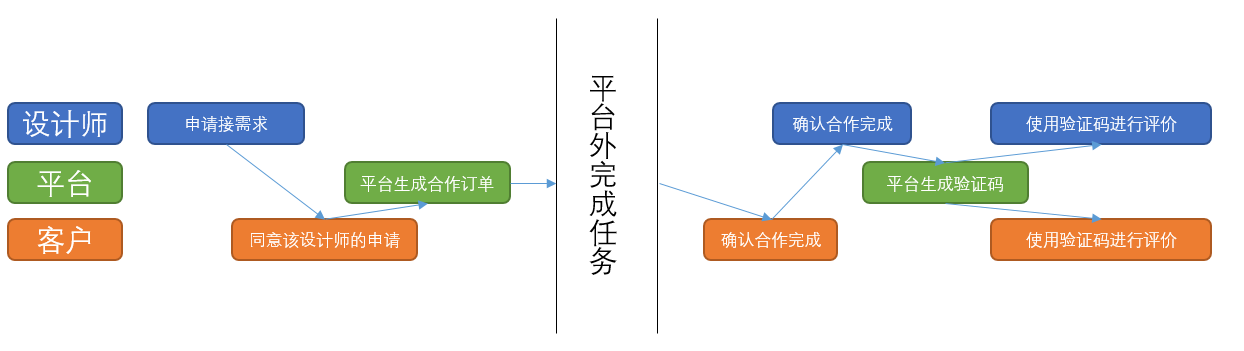 设计师
申请接需求
平台
平台生成合作订单
客户
同意该设计师的申请
平台外完成任务
确认合作完成
使用验证码进行评价
平台生成验证码
确认合作完成
使用验证码进行评价